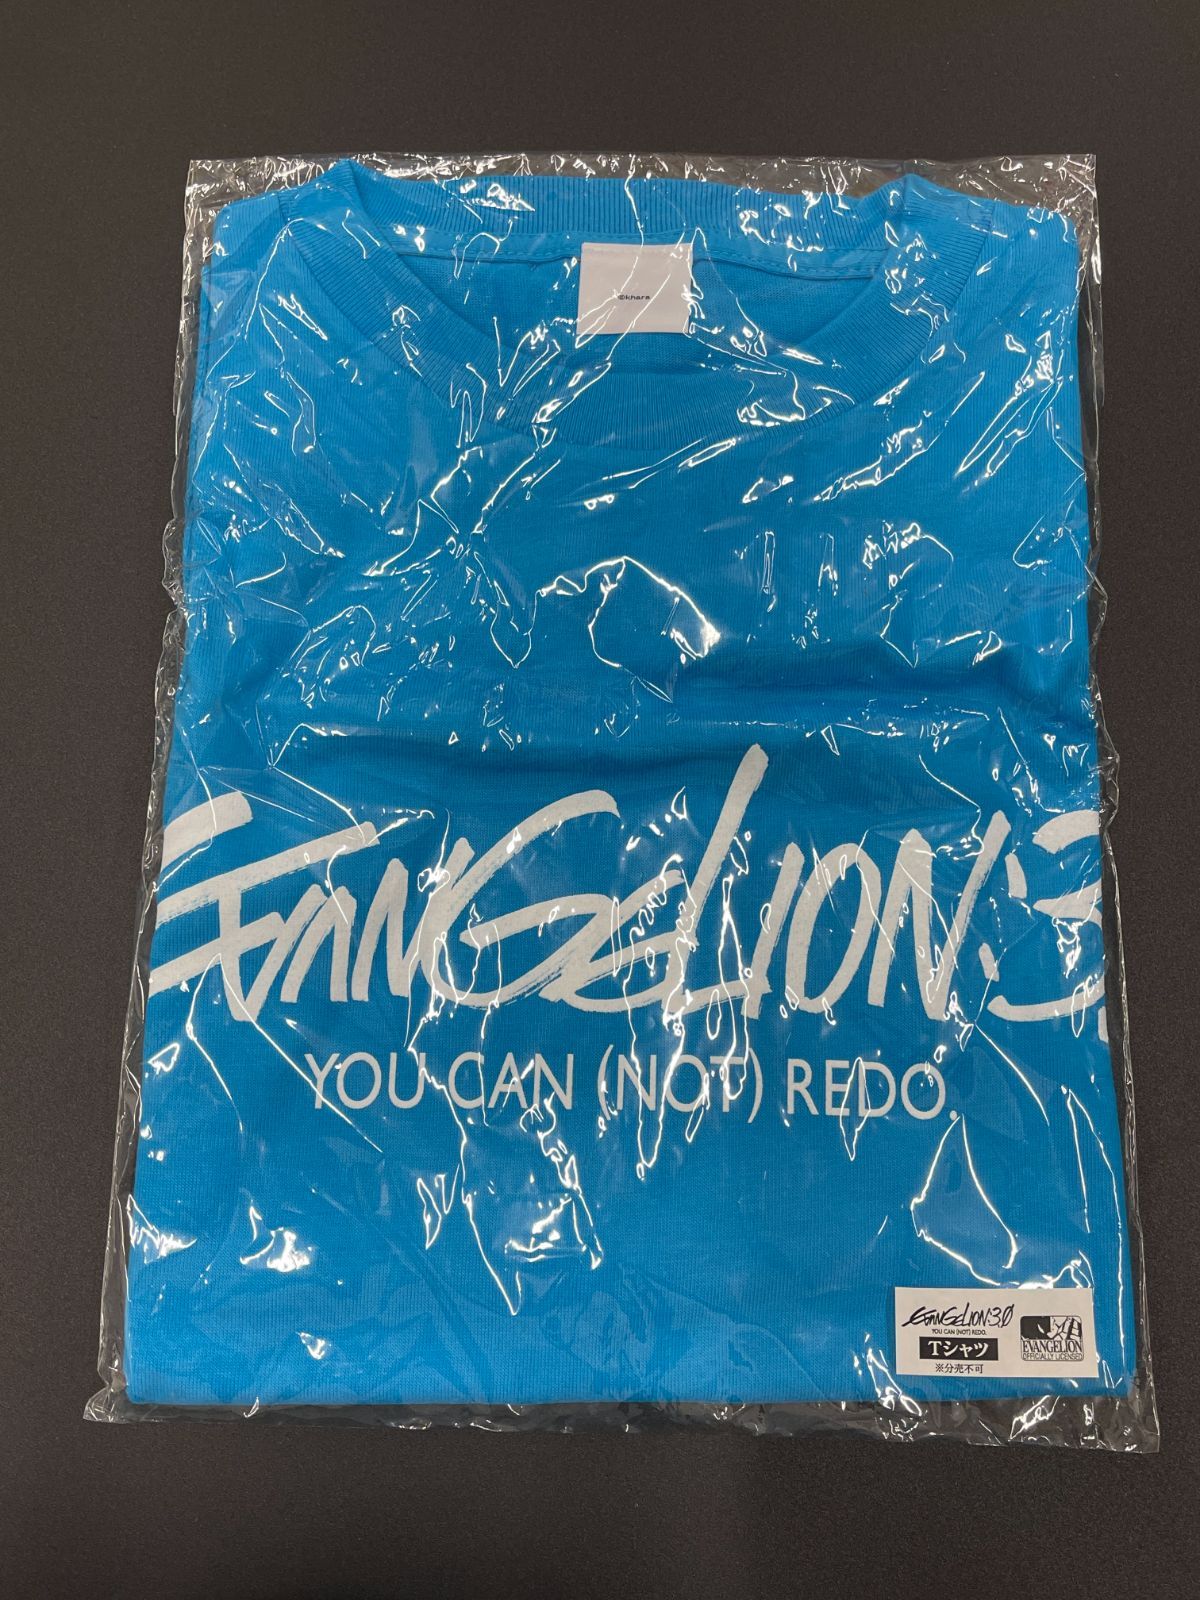 ©khara
EVANGELION:3.
YOU CAN (NOT) REDO.
EVANGELION:3.0
YOU CAN (NOT) REDO.
Tシャツ
※分売不可
EVANGELION
OFFICIALLY LICENSED